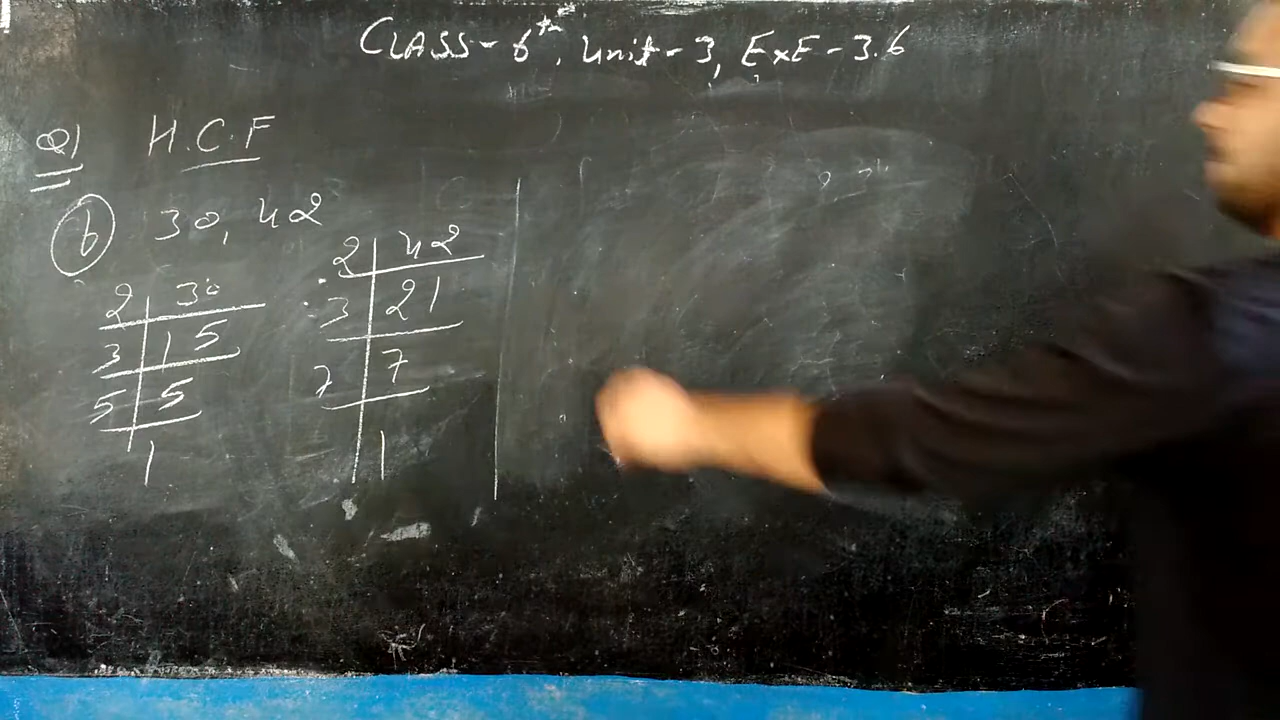 CLASS - 6th, Unit - 3, ExE - 3.6
Q1 H.C.F
b 30, 42
2 30
3 15
5 5
1
2 42
3 21
7 7
1